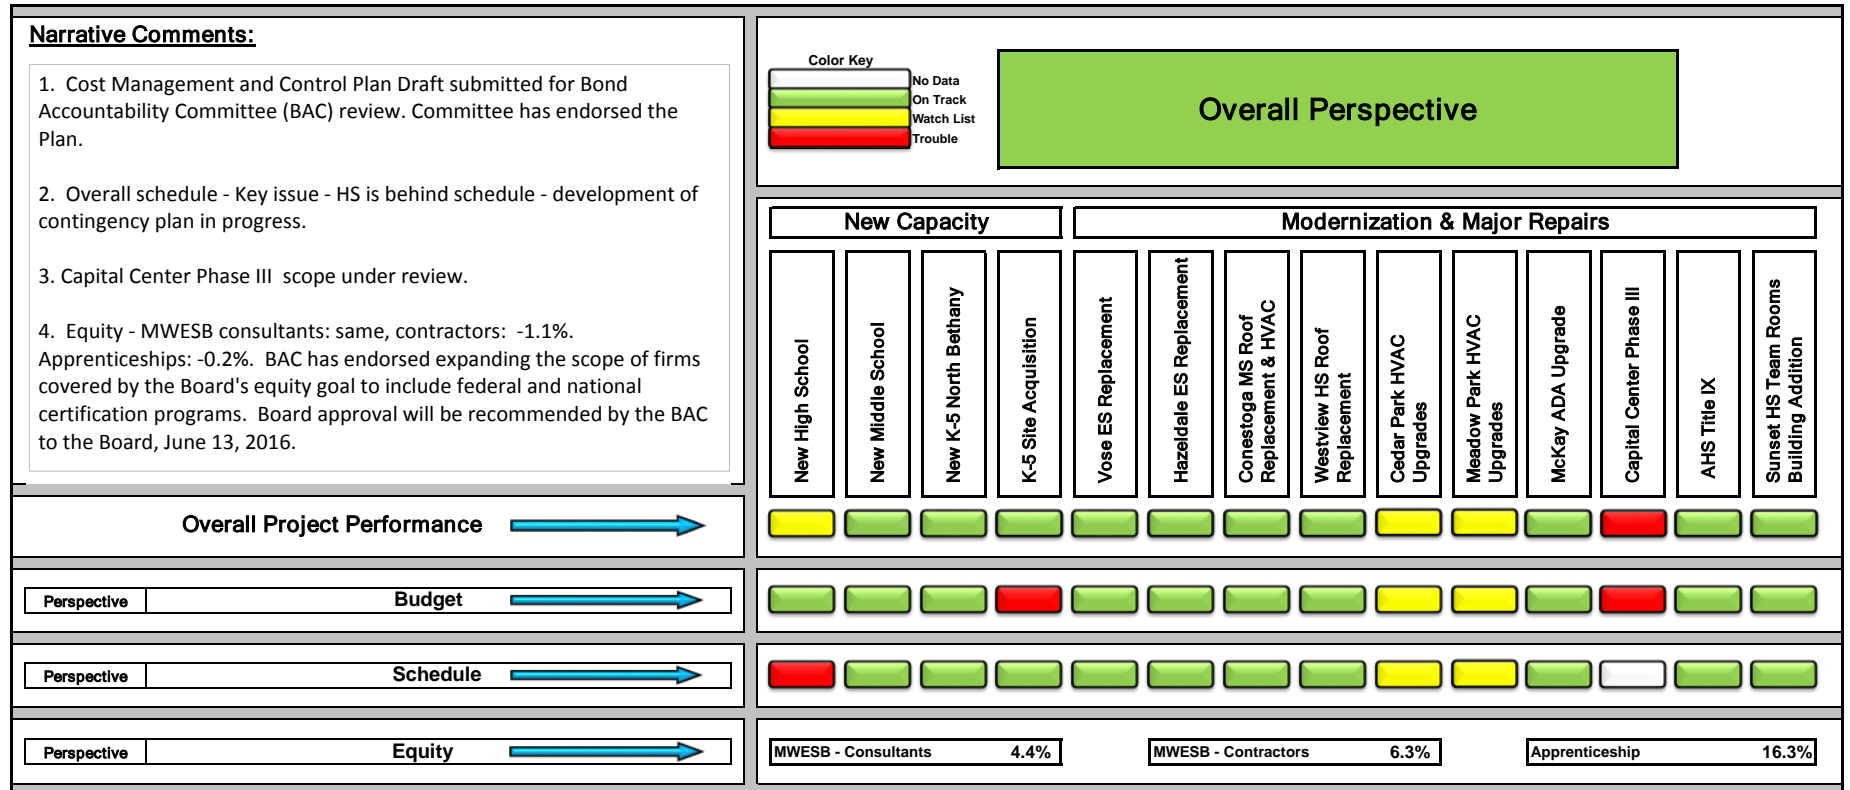 Narrative Comments:
1. Cost Management and Control Plan Draft submitted for Bond
Accountability Committee (BAC) review. Committee has endorsed the
Plan.
2. Overall schedule - Key issue - HS is behind schedule - development of
contingency plan in progress.
3. Capital Center Phase III scope under review.
4. Equity - MWESB consultants: same, contractors: -1.1%.
Apprenticeships: -0.2%. BAC has endorsed expanding the scope of firms
covered by the Board's equity goal to include federal and national
certification programs. Board approval will be recommended by the BAC
to the Board, June 13, 2016.
Color Key
No Data
On Track
Watch List
Trouble
Overall Perspective
New Capacity
Modernization & Major Repairs
New High School
New Middle School
New K-5 North Bethany
K-5 Site Acquisition
Vose ES Replacement
Hazeldale ES Replacement
Conestoga MS Roof
Replacement & HVAC
Westview HS Roof
Replacement
Cedar Park HVAC
Upgrades
Meadow Park HVAC
Upgrades
McKay ADA Upgrade
Capital Center Phase III
AHS Title IX
Sunset HS Team Rooms
Building Addition
Overall Project Performance
Perspective Budget
Perspective Schedule
Perspective Equity
MWESB - Consultants 4.4%
MWESB - Contractors 6.3%
Apprenticeship 16.3%